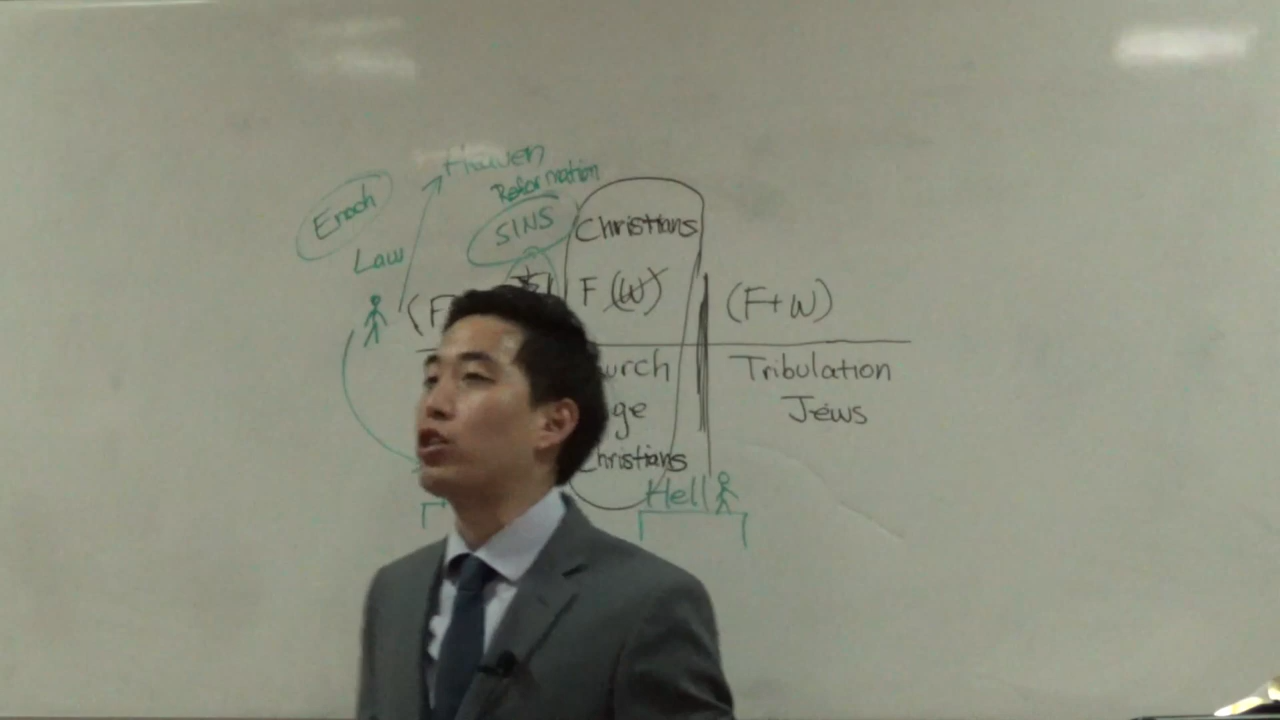 Heaven
Reformation
Enoch
SINS
Christians
Law
(F
F (W)
(F+W)
urch
Tribulation
ge
Jews
Christians
Hell